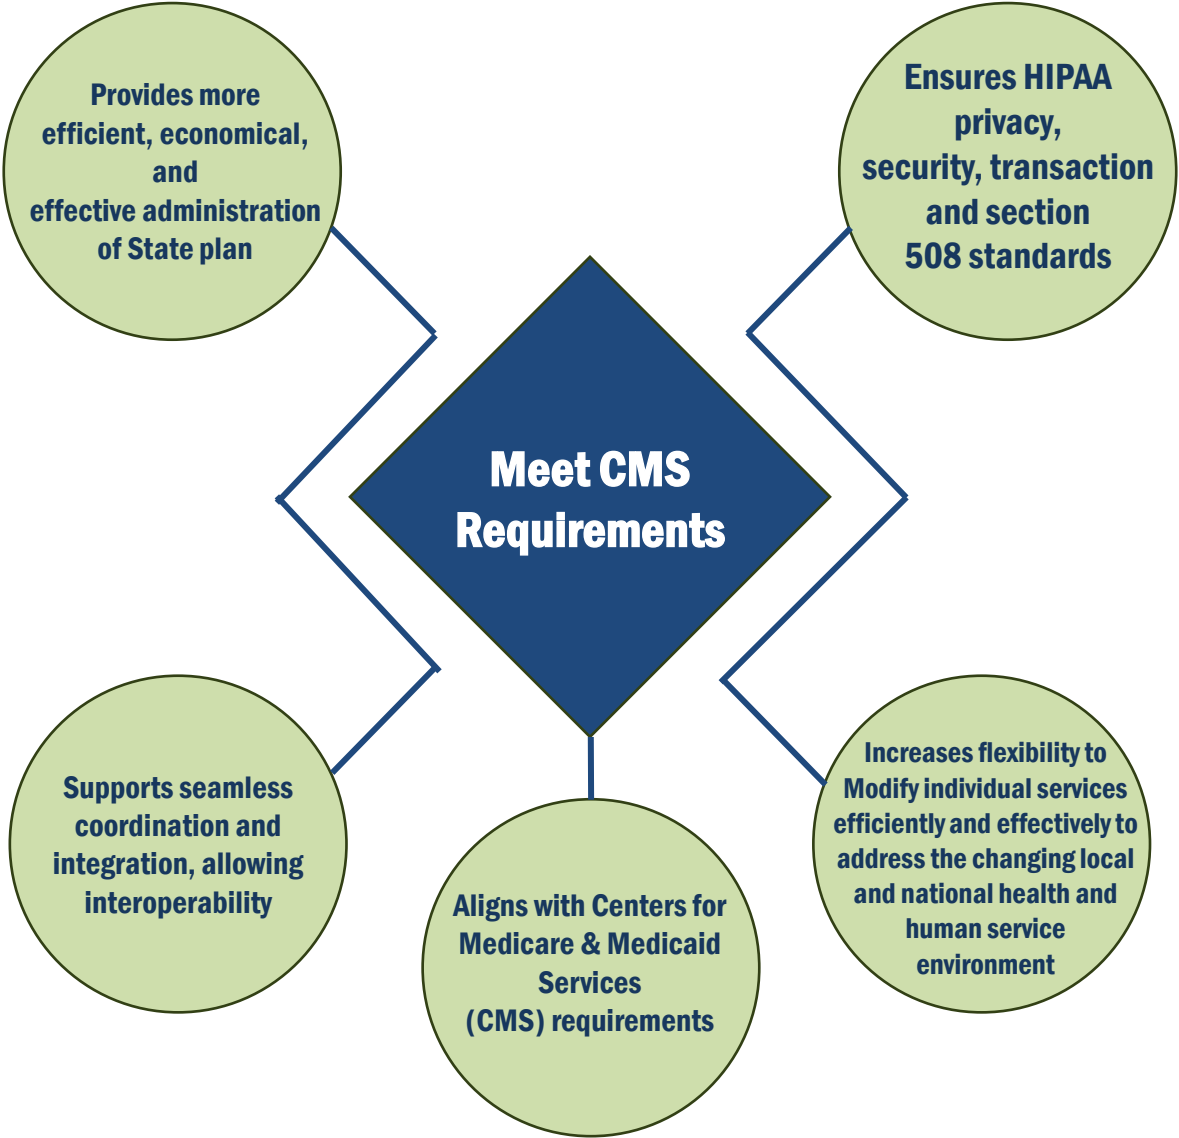 Provides more
efficient, economical,
and
effective administration
of State plan
Ensures HIPAA
privacy,
security, transaction
and section
508 standards
Meet CMS
Requirements
Supports seamless
coordination and
integration, allowing
interoperability
Aligns with Centers for
Medicare & Medicaid
Services
(CMS) requirements
Increases flexibility to
Modify individual services
efficiently and effectively to
address the changing local
and national health and
human service
environment